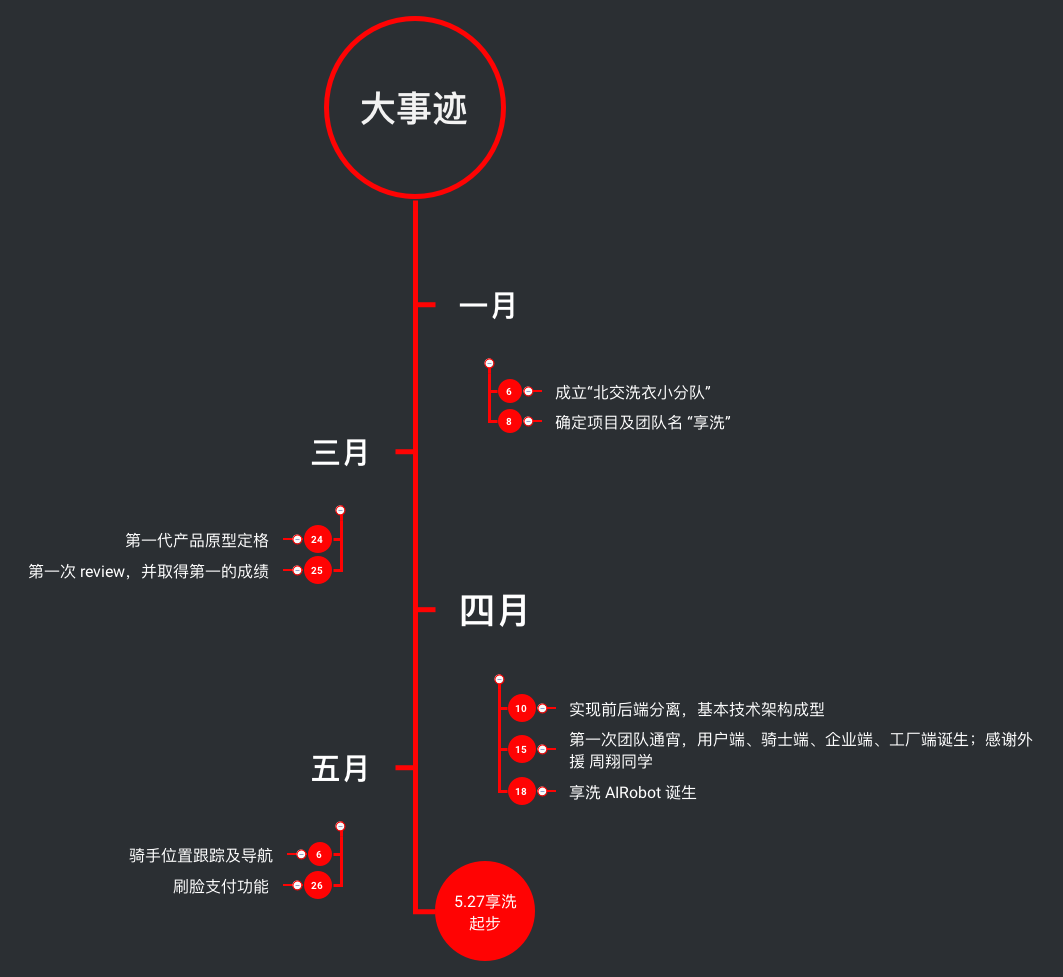 大事迹
一月
6 成立“北交洗衣小分队”
8 确定项目及团队名 “享洗”
三月
第一代产品原型定格 24
第一次 review，并取得第一的成绩 25
四月
10 实现前后端分离，基本技术架构成型
15 第一次团队通宵，用户端、骑士端、企业端、工厂端诞生；感谢外
援 周翔同学
18 享洗 AIRobot 诞生
五月
骑手位置跟踪及导航 6
刷脸支付功能 26
5.27享洗
起步